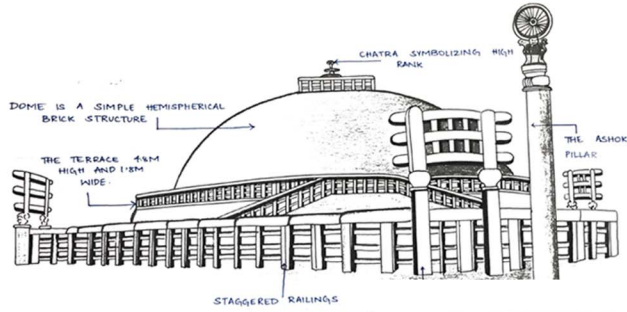 CHATRA SYMBOLIZING HIGH
RANK
DOME IS A SIMPLE HEMISPHERICAL
BRICK STRUCTURE
THE TERRACE 4.8M
HIGH AND 1.8M
WIDE.
THE ASHOK
PILLAR
STAGGERED RAILINGS